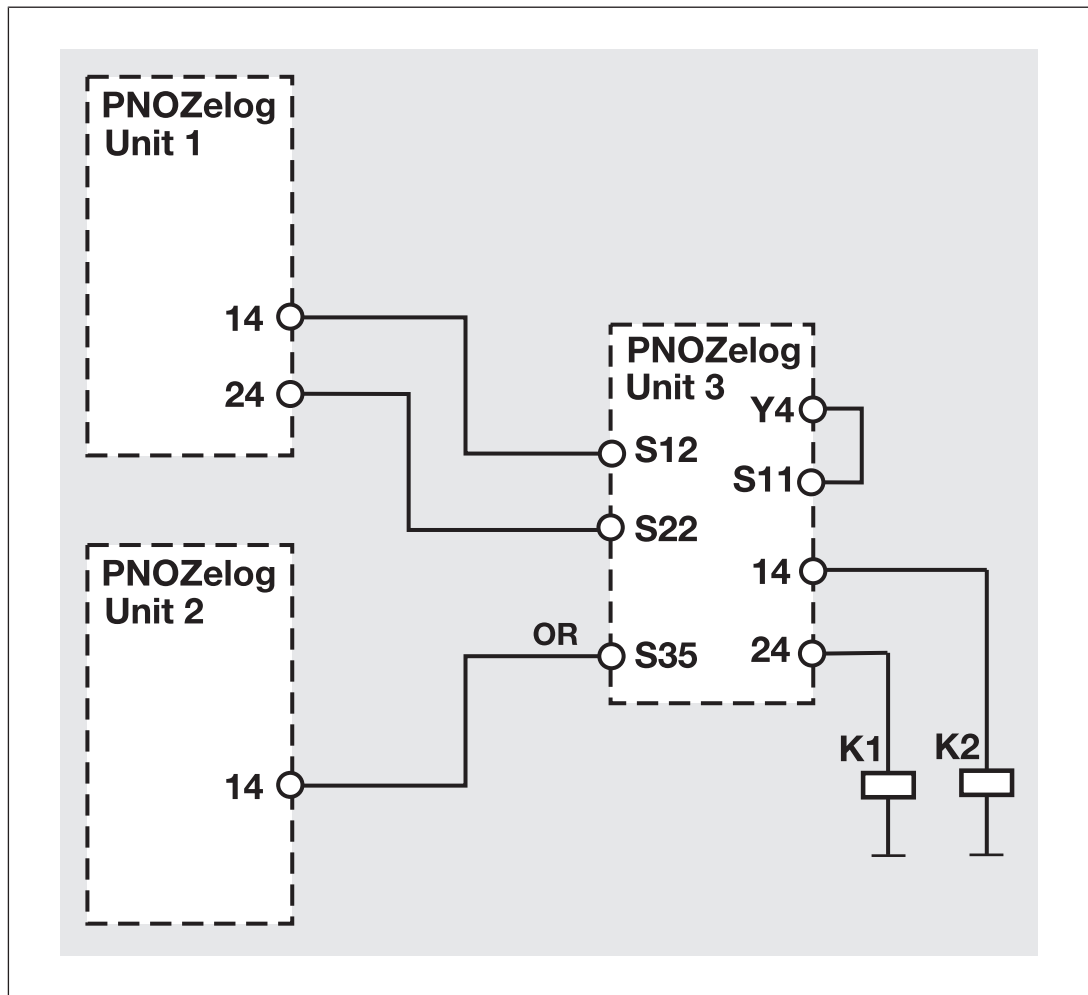 PNOZelog
Unit 1
14
24
PNOZelog
Unit 2
14
OR
PNOZelog
Unit 3
S12
S22
S35
Y4
S11
14
24
K1
K2